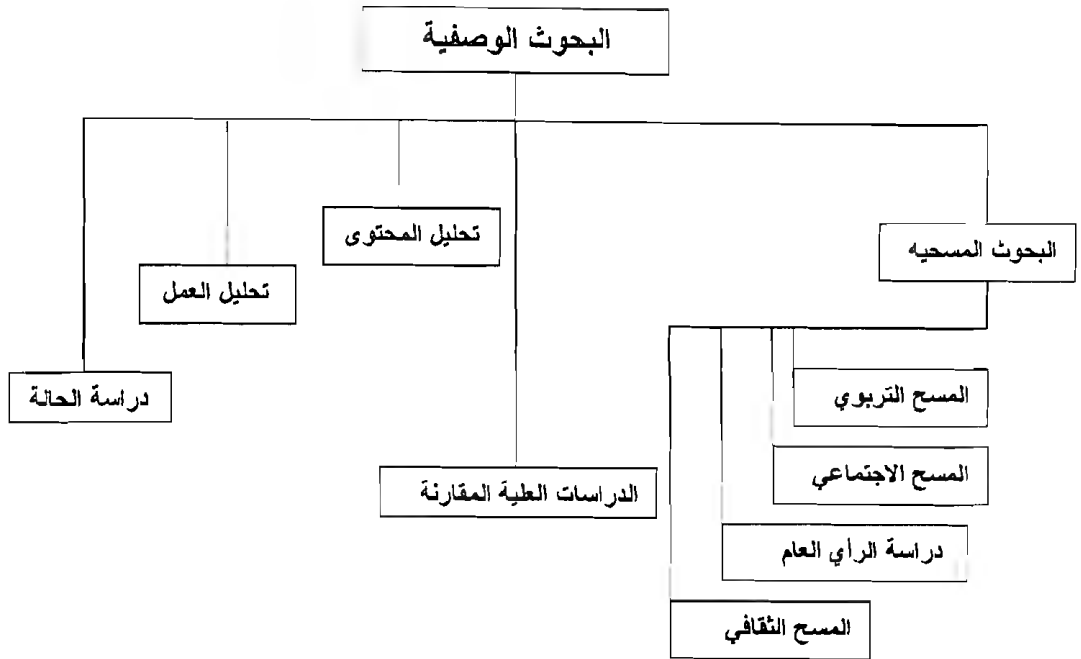 البحوث الوصفية
البحوث المسحيه
تحليل المحتوى
تحليل العمل
دراسة الحالة
الدراسات العلية المقارنة
المسح التربوي
المسح الاجتماعي
دراسة الرأي العام
المسح الثقافي